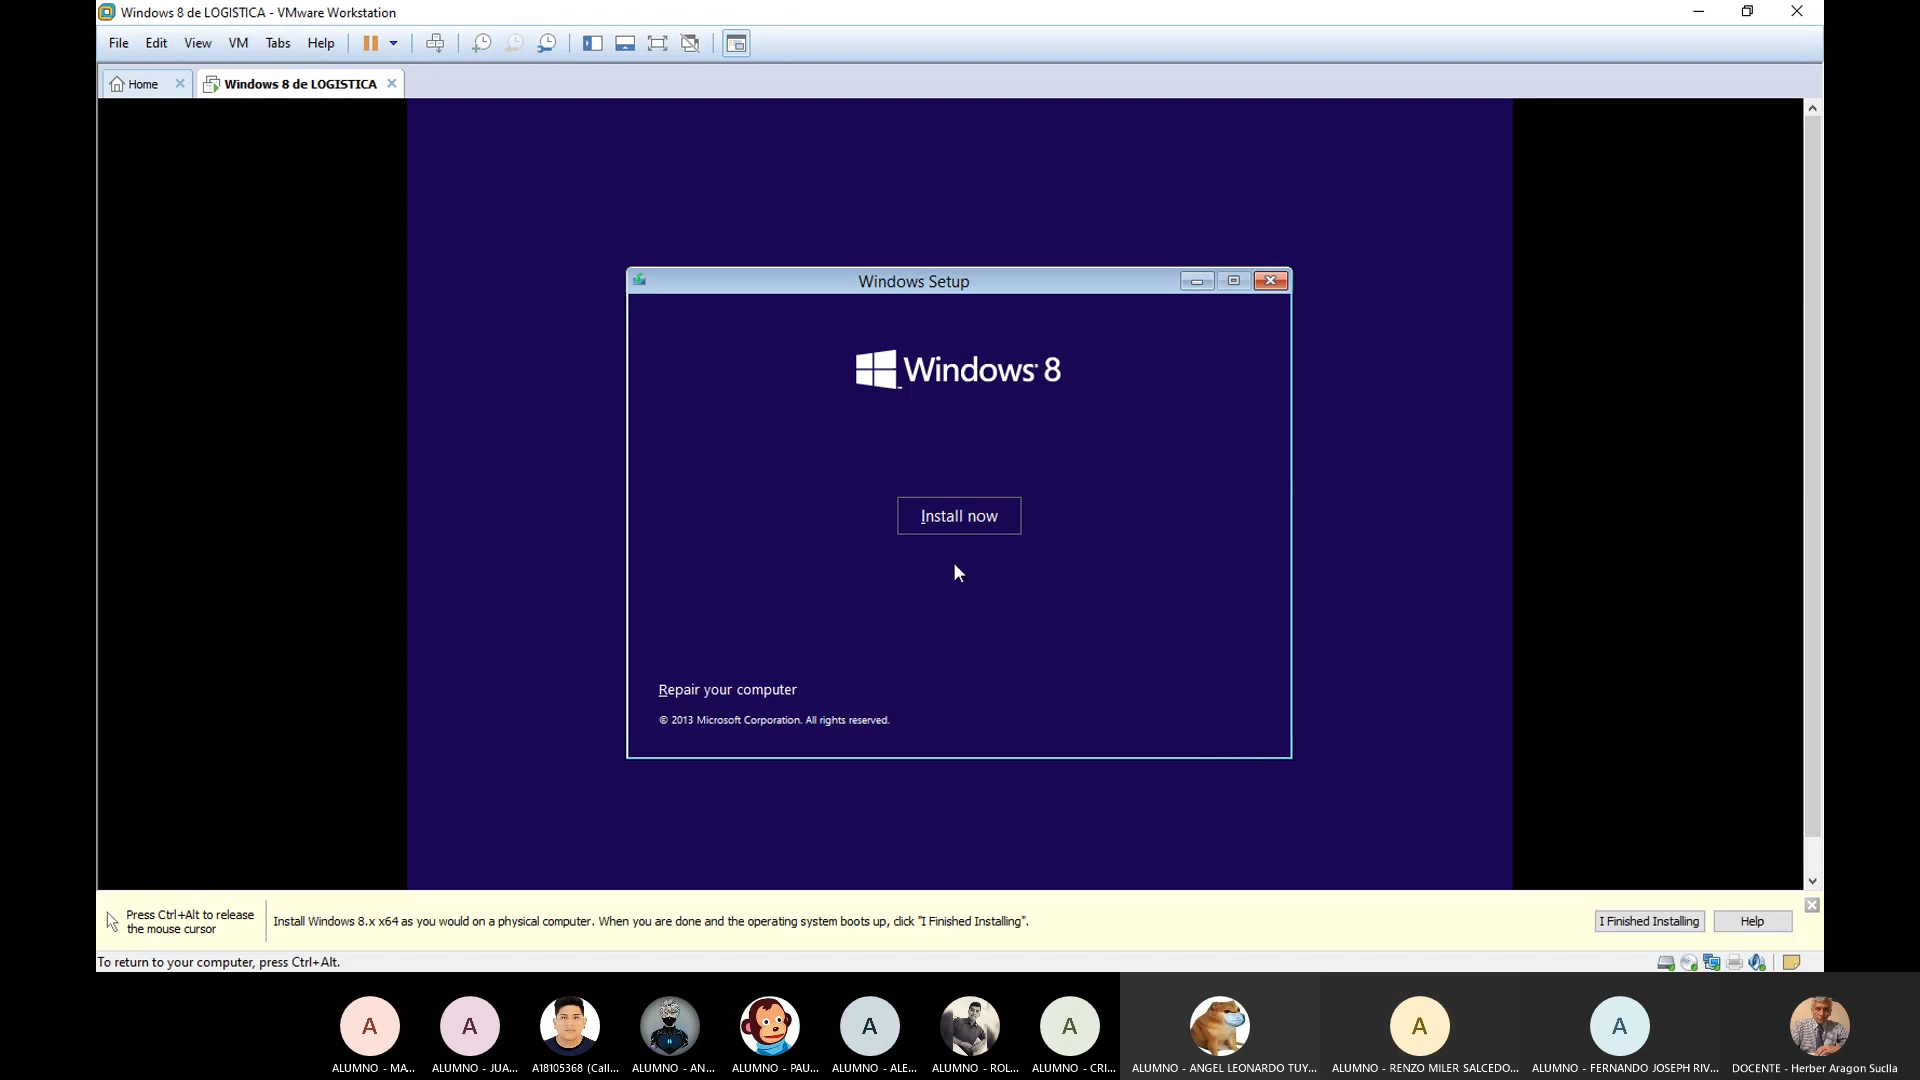 Windows 8 de LOGISTICA - VMware Workstation
File Edit View VM Tabs Help
Home Windows 8 de LOGISTICA
Windows Setup
Windows 8
Install now
Repair your computer
© 2013 Microsoft Corporation. All rights reserved.
Press Ctrl+Alt to release
the mouse cursor
Install Windows 8.x x64 as you would on a physical computer. When you are done and the operating system boots up, click "I Finished Installing".
I Finished Installing Help
To return to your computer, press Ctrl+Alt.
A A A A A A
ALUMNO - MA... ALUMNO - JUA... A18105368 (Call... ALUMNO - AN... ALUMNO - PAU... ALUMNO - ALE... ALUMNO - ROL... ALUMNO - CRI... ALUMNO - ANGEL LEONARDO TUY... ALUMNO - RENZO MILER SALCEDO... ALUMNO - FERNANDO JOSEPH RIV... DOCENTE - Herber Aragon Suclla